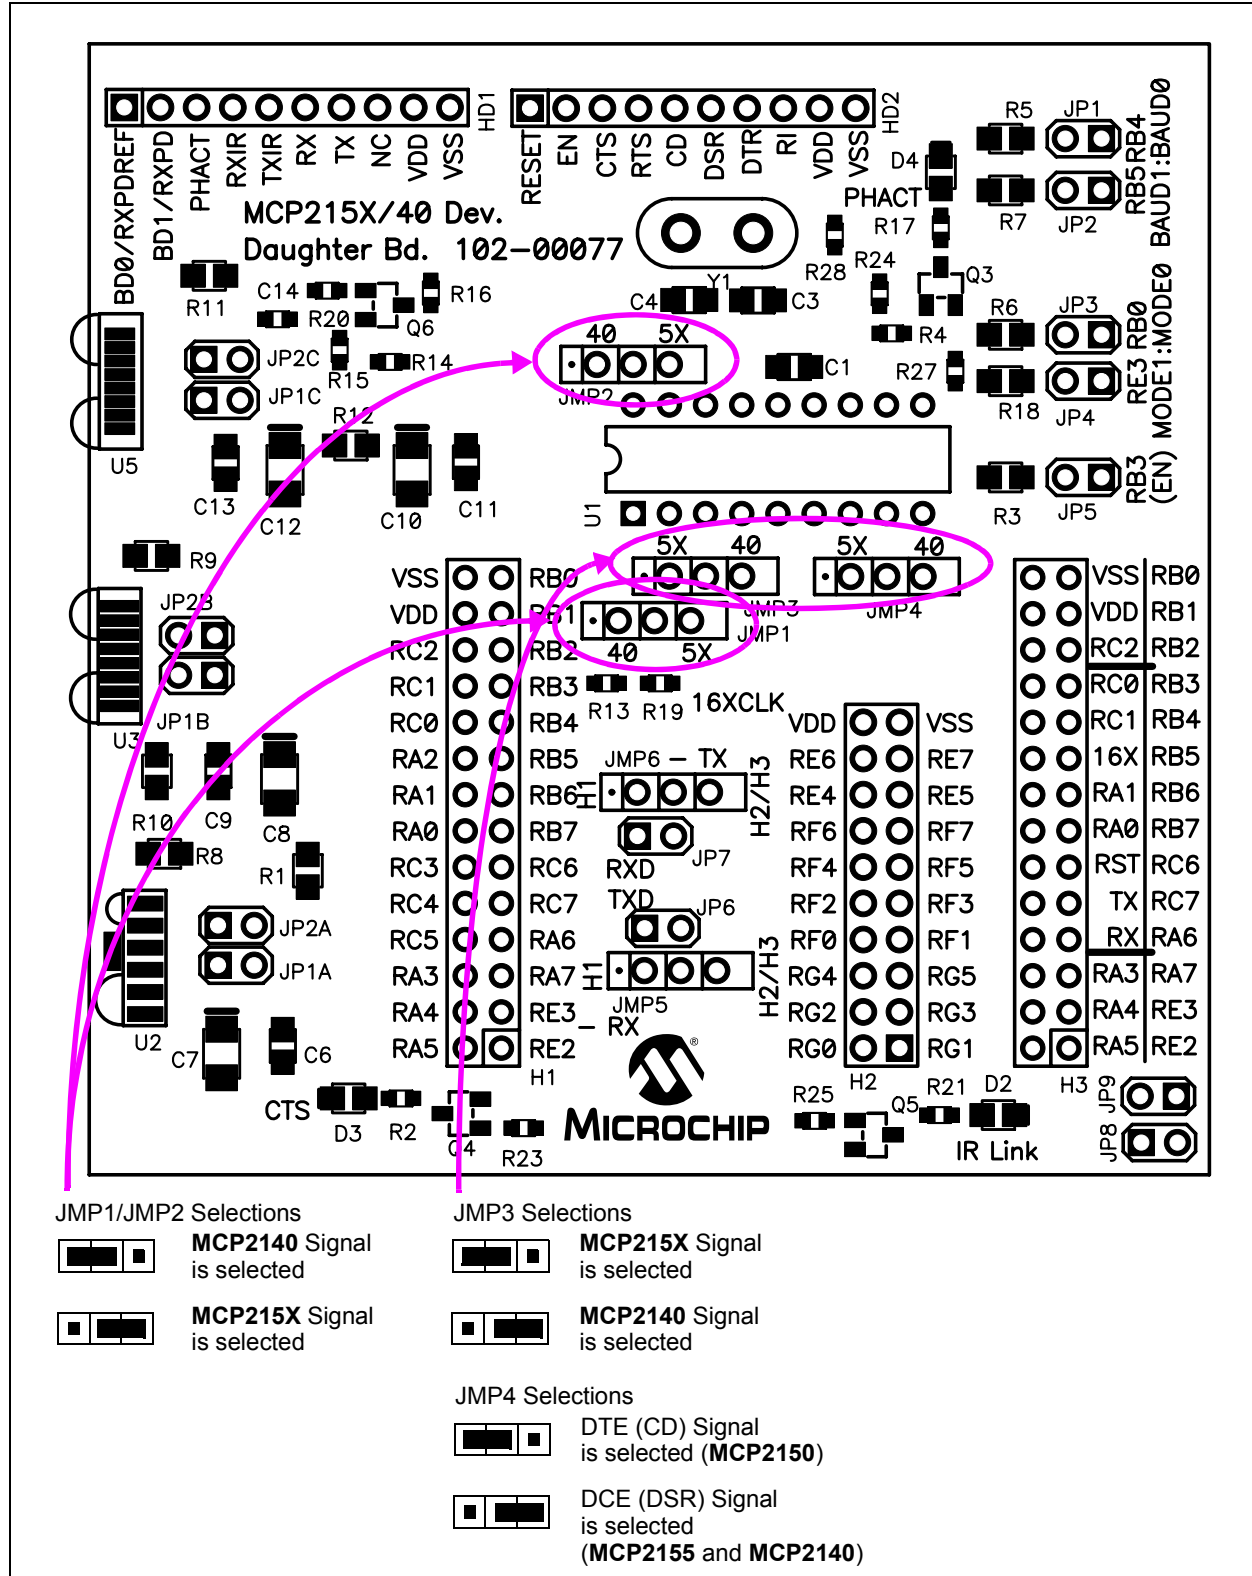 HD1
HD2
BD0/RXPDREF
BD1/RXPD
PHACT
RXIR
TXIR
RX
TX
NC
VDD
VSS
RESET
EN
CTS
RTS
CD
DSR
DTR
RI
VDD
VSS
R5 JP1
RB5RB4
BAUD1:BAUD0
D4
PHACT
R7 JP2
MCP215X/40 Dev.
Daughter Bd. 102-00077
R17
R28
R24
Y1
R11
C14
R20
Q6
R16
C4
C3
Q3
R6 JP3
RE3 RB0
MODE1:MODE0
R4
40 5X
JMP2
JP2C
R15
R14
C1
R27
R18 JP4
JP1C
R12
U5
C13
C12
C10
C11
U1
R3 JP5
RB3
(EN)
5X 40
JMP3
5X 40
JMP4
R9
JP2B
JMP1
40 5X
U3
JP1B
R13 R19 16XCLK
VSS RB0
VDD RB1
RC2 RB2
RC1 RB3
RC0 RB4
RA2 RB5
RA1 RB6
RA0 RB7
RC3 RC6
RC4 RC7
RC5 RA6
RA3 RA7
RA4 RE3
RA5 RE2
H1
VDD VSS
RE6 RE7
RE4 RE5
RF6 RF7
RF4 RF5
RF2 RF3
RF0 RF1
RG4 RG5
RG2 RG3
RG0 RG1
H2
VSS RB0
VDD RB1
RC2 RB2
RC0 RB3
RC1 RB4
16X RB5
RA1 RB6
RA0 RB7
RST RC6
TX RC7
RX RA6
RA3 RA7
RA4 RE3
RA5 RE2
H3
JMP6 - TX
H1
H2/H3
JP7
RXD
TXD
JP6
H1
H2/H3
JMP5
- RX
R10
C9
C8
R8
R1
JP2A
JP1A
U2
C7
C6
CTS
D3
R2
Q4
R23
®
MICROCHIP
R25
Q5
R21
D2
IR Link
JP9
JP8
JMP1/JMP2 Selections
MCP2140 Signal
is selected
MCP215X Signal
is selected
JMP3 Selections
MCP215X Signal
is selected
MCP2140 Signal
is selected
JMP4 Selections
DTE (CD) Signal
is selected (MCP2150)
DCE (DSR) Signal
is selected
(MCP2155 and MCP2140)